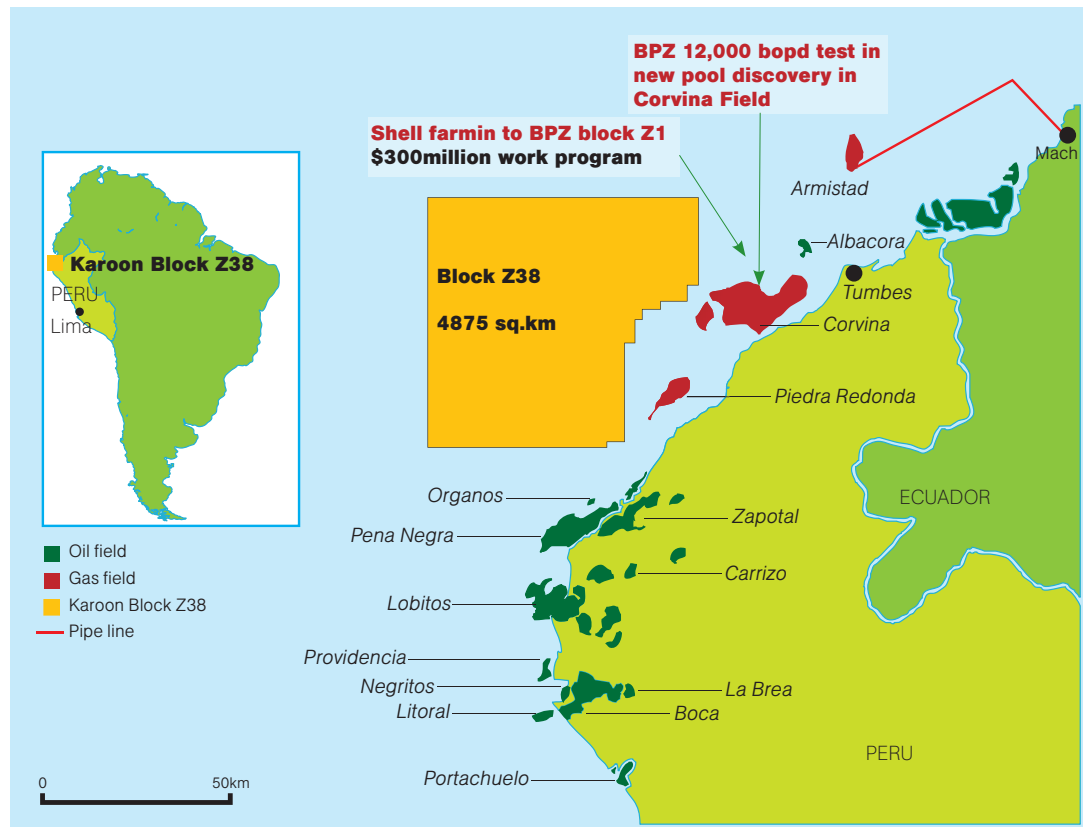 BPZ 12,000 bopd test in
new pool discovery in
Corvina Field
Shell farmin to BPZ block Z1
$300million work program
Mach
Armistad
Albacora
Tumbes
Corvina
Block Z38
4875 sq.km
Karoon Block Z38
PERU
Lima
Piedra Redonda
ECUADOR
Organos
Zapotal
Pena Negra
Carrizo
Lobitos
Providencia
Negritos
La Brea
Litoral
Boca
Portachuelo
PERU
Oil field
Gas field
Karoon Block Z38
Pipe line
0 50km